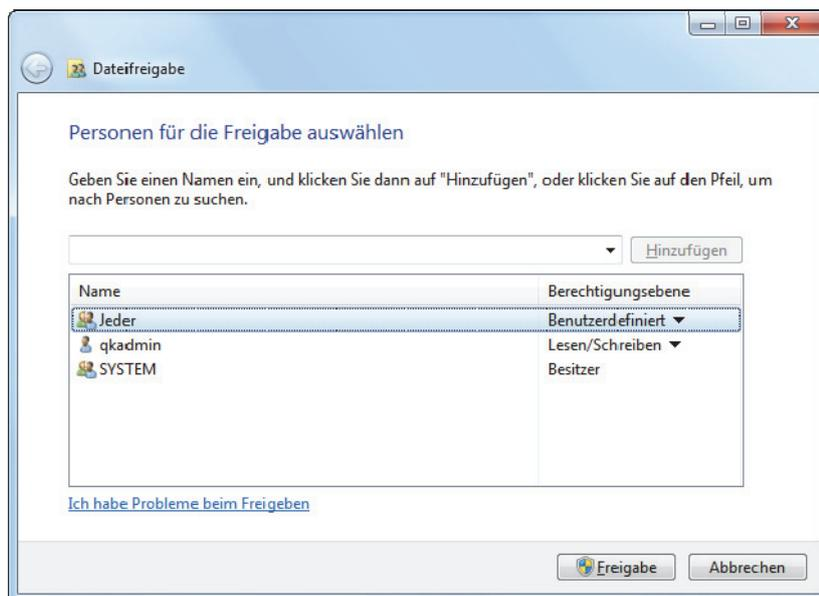 Dateifreigabe
Personen für die Freigabe auswählen
Geben Sie einen Namen ein, und klicken Sie dann auf "Hinzufügen", oder klicken Sie auf den Pfeil, um
nach Personen zu suchen.
Hinzufügen
Name Berechtigungsebene
Jeder Benutzerdefiniert
qkadmin Lesen/Schreiben
SYSTEM Besitzer
Ich habe Probleme beim Freigeben
Freigabe Abbrechen